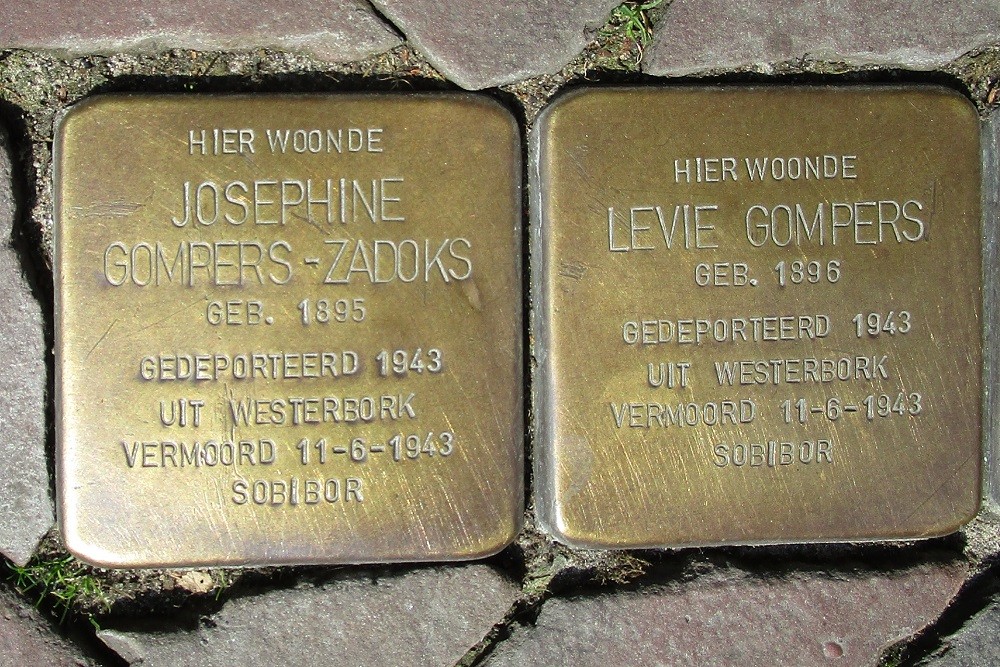 HIER WOONDE
JOSEPHINE
GOMPERS-ZADOKS
GEB. 1895
GEDEPORTEERD 1943
UIT WESTERBORK
VERMOORD 11-6-1943
SOBIBOR
HIER WOONDE
LEVIE GOMPERS
GEB. 1896
GEDEPORTEERD 1943
UIT WESTERBORK
VERMOORD 11-6-1943
SOBIBOR